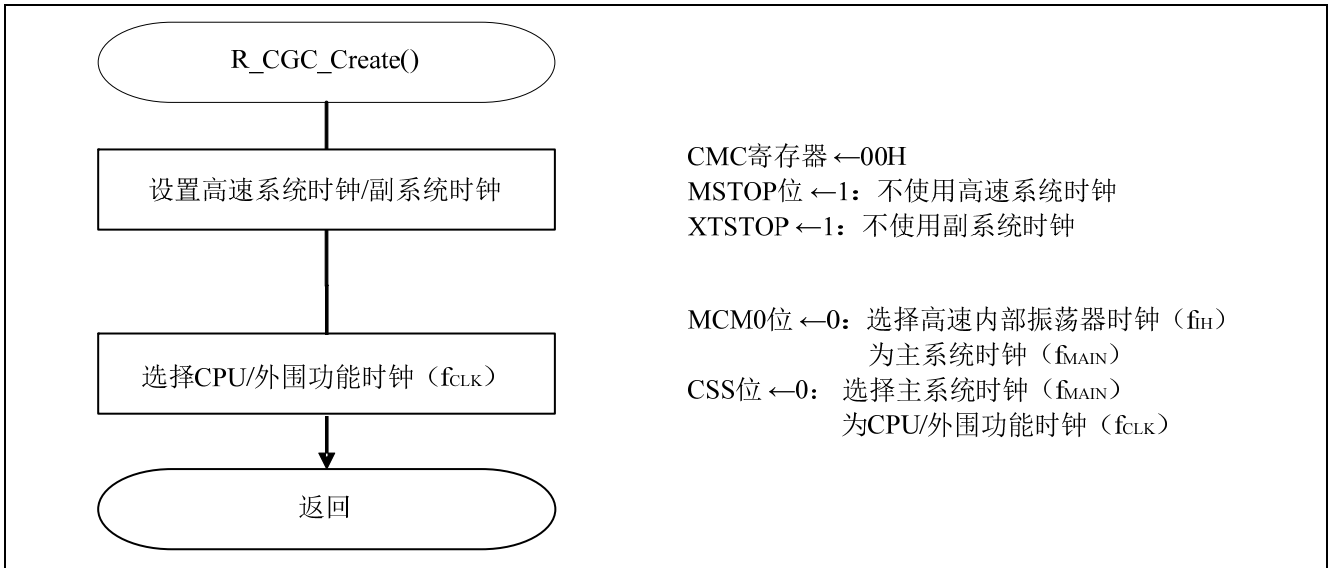 R_CGC_Create()
设置高速系统时钟/副系统时钟
CMC寄存器 ←00H
MSTOP位 ←1：不使用高速系统时钟
XTSTOP ←1：不使用副系统时钟
选择CPU/外围功能时钟（fCLK）
MCM0位 ←0：选择高速内部振荡器时钟（fIH）
为主系统时钟（fMAIN）
CSS位 ←0： 选择主系统时钟（fMAIN）
为CPU/外围功能时钟（fCLK）
返回